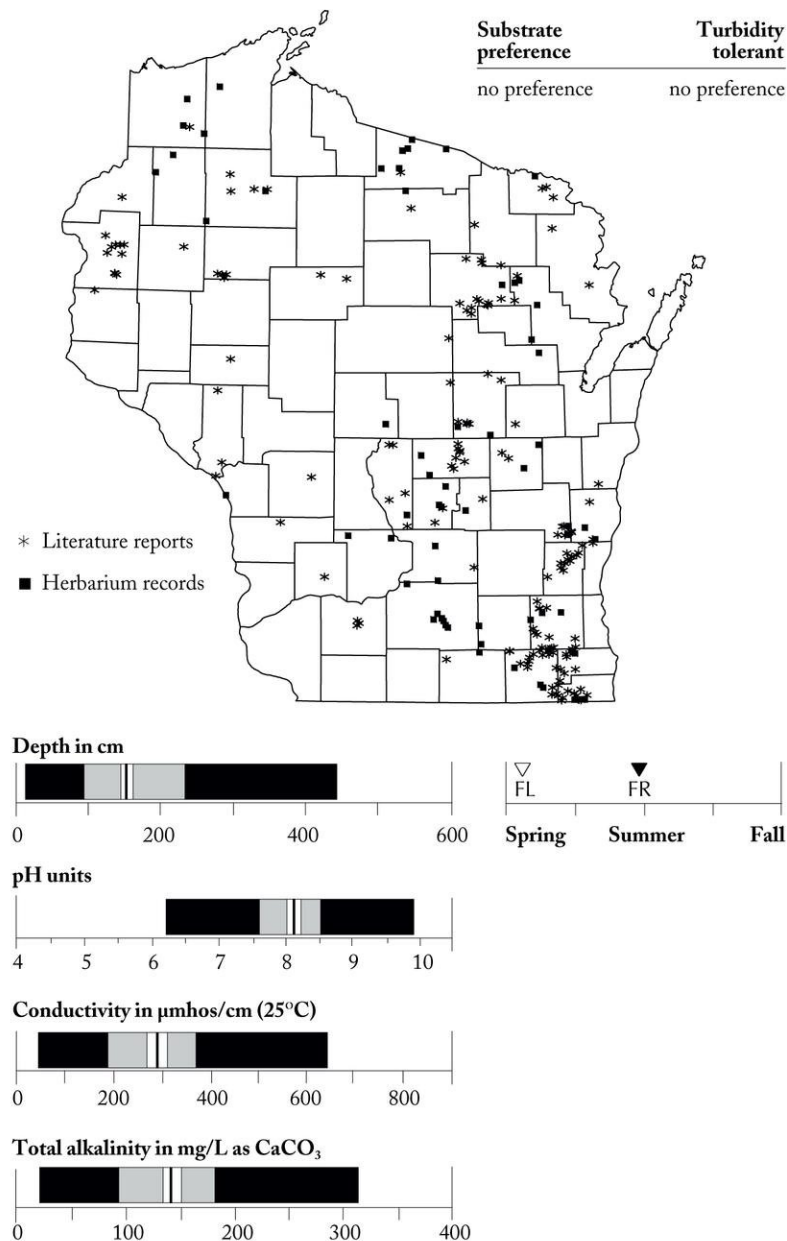 Substrate preference
Turbidity tolerant
no preference
no preference
✳ Literature reports
■ Herbarium records
Depth in cm
0 200 400 600
FL
FR
Spring Summer Fall
pH units
4 5 6 7 8 9 10
Conductivity in µmhos/cm (25°C)
0 200 400 600 800
Total alkalinity in mg/L as CaCO₃
0 100 200 300 400